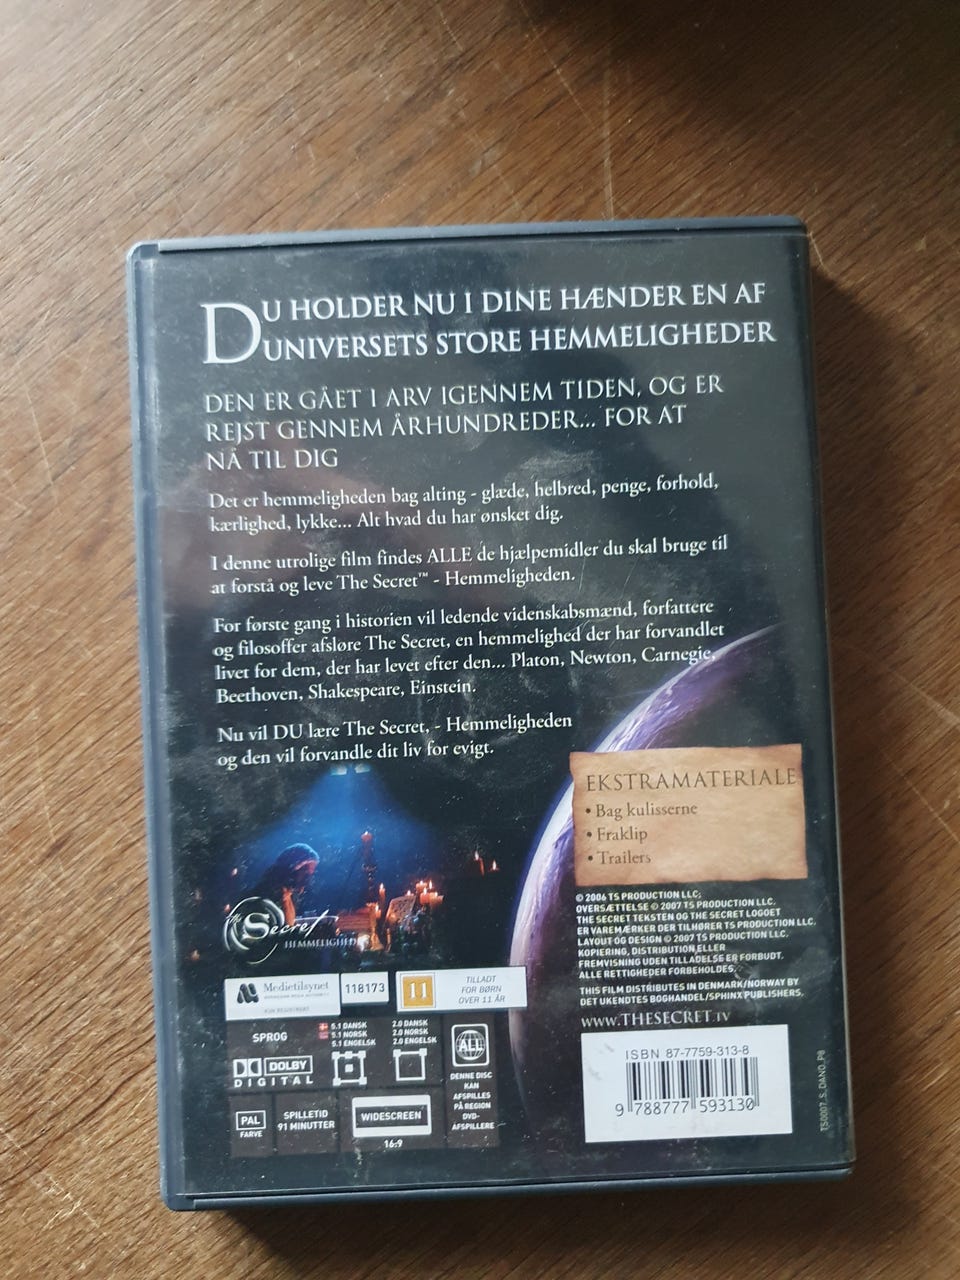 DU HOLDER NU I DINE HÆNDER EN AF
UNIVERSETS STORE HEMMELIGHEDER
DEN ER GÅET I ARV IGENNEM TIDEN, OG ER
REJST GENNEM ÅRHUNDREDER... FOR AT
NÅ TIL DIG
Det er hemmeligheden bag alting - glæde, helbred, penge, forhold,
kærlighed, lykke... Alt hvad du har ønsket dig.
I denne utrolige film findes ALLE de hjælpemidler du skal bruge til
at forstå og leve The Secret™ - Hemmeligheden.
For første gang i historien vil ledende videnskabsmænd, forfattere
og filosoffer afsløre The Secret, en hemmelighed der har forvandlet
livet for dem, der har levet efter den... Platon, Newton, Carnegie,
Beethoven, Shakespeare, Einstein.
Nu vil DU lære The Secret, - Hemmeligheden
og den vil forvandle dit liv for evigt.
EKSTRAMATERIALE
• Bag kulisserne
• Fraklip
• Trailers
© 2006 TS PRODUCTION LLC;
OVERSÆTTELSE © 2007 TS PRODUCTION LLC.
THE SECRET TEKSTEN OG THE SECRET LOGOET
ER VAREMÆRKER DER TILHØRER TS PRODUCTION LLC.
LAYOUT OG DESIGN © 2007 TS PRODUCTION LLC.
KOPIERING, DISTRIBUTION ELLER
FREMVISNING UDEN TILLADELSE ER FORBUDT.
ALLE RETTIGHEDER FORBEHOLDES.
THIS FILM DISTRIBUTES IN DENMARK/NORWAY BY
DET UKENDTES BOGHANDEL/SPHINX PUBLISHERS.
WWW.THESECRET.TV
The Secret
HEMMELIGHEDEN
Medietilsynet
NORWEGIAN MEDIA AUTHORITY
KUN REGISTRERT
118173
11
TILLADT
FOR BØRN
OVER 11 ÅR
SPROG
5.1 DANSK
5.1 NORSK
5.1 ENGELSK
2.0 DANSK
2.0 NORSK
2.0 ENGELSK
DOLBY
DIGITAL
ALL
DENNE DISC
KAN
AFSPILLES
PÅ REGION
DVD-
AFSPILLERE
PAL
FARVE
SPILLETID
91 MINUTTER
WIDESCREEN
16:9
ISBN 87-7759-313-8
9 788777 593130
TS0007_S_DANO_P8